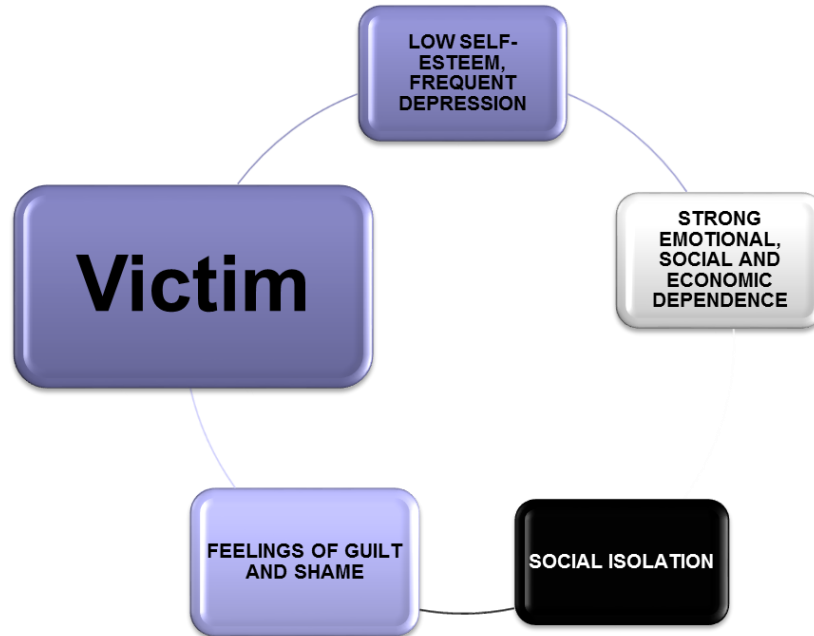 LOW SELF-
ESTEEM,
FREQUENT
DEPRESSION
Victim
STRONG
EMOTIONAL,
SOCIAL AND
ECONOMIC
DEPENDENCE
FEELINGS OF GUILT
AND SHAME
SOCIAL ISOLATION